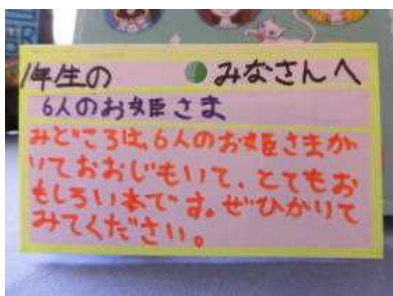 1年生の みなさんへ
6人のお姫さま
みどころは、6人のお姫さまが
いておおじもいて、とてもお
もしろい本です。ぜひかりて
みてください。